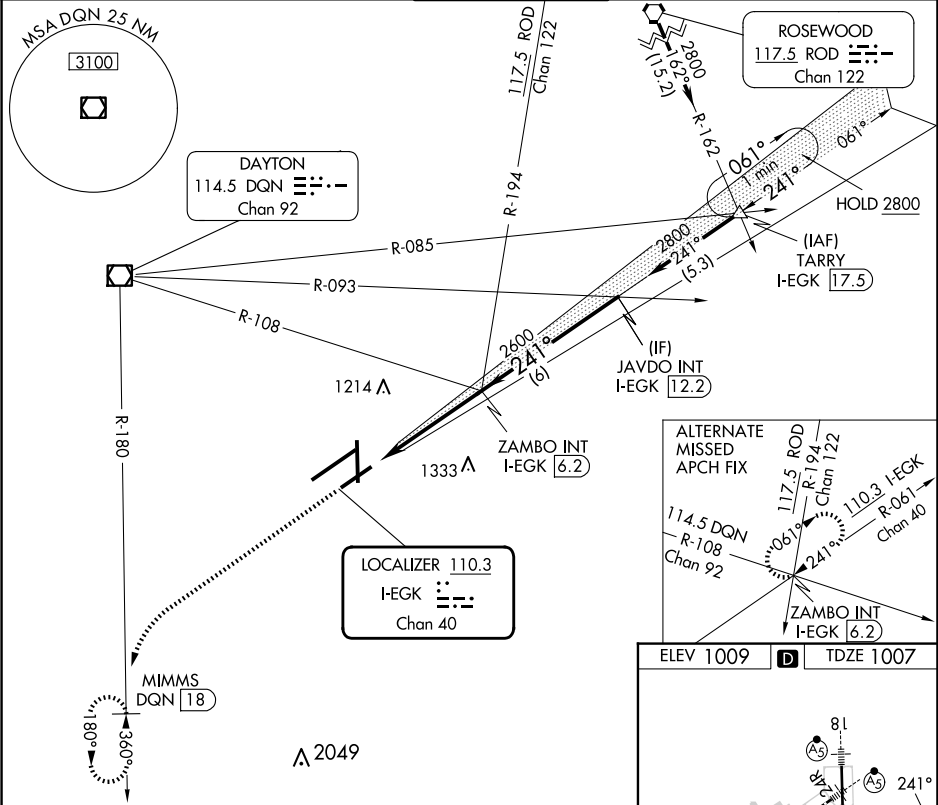 MSA DQN 25 NM
3100
117.5 ROD
Chan 122
R-194
2800
162°
(15.2)
R-162
ROSEWOOD
117.5 ROD
Chan 122
DAYTON
114.5 DQN
Chan 92
061°
1 min
241°
061°
HOLD 2800
(IAF)
TARRY
I-EGK 17.5
R-085
R-093
R-108
R-180
2800
241°
(5.3)
(IF)
JAVDO INT
I-EGK 12.2
2600
241°
(6)
1214
1333
ZAMBO INT
I-EGK 6.2
LOCALIZER 110.3
I-EGK
Chan 40
MIMMS
DQN 18
180°
360°
2049
ALTERNATE
MISSED
APCH FIX
117.5 ROD
R-194
Chan 122
110.3 I-EGK
R-061
Chan 40
114.5 DQN
R-108
Chan 92
061°
241°
ZAMBO INT
I-EGK 6.2
ELEV 1009
D
TDZE 1007
18
A5
A5
24R
241°